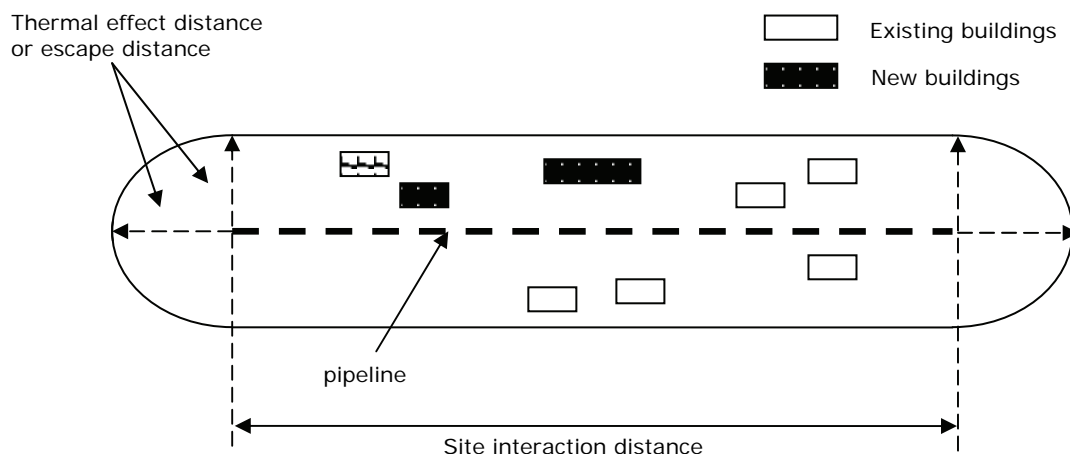 Thermal effect distance
or escape distance
Existing buildings
New buildings
pipeline
Site interaction distance